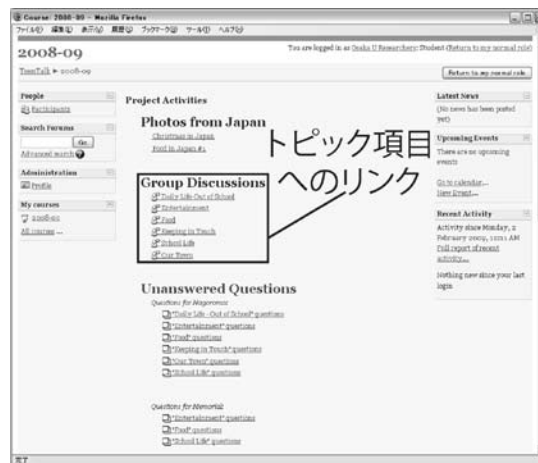 Course: 2008-09 - Mozilla Firefox
ファイル(F) 編集(E) 表示(V) 履歴(S) ブックマーク(B) ツール(T) ヘルプ(H)
2008-09
You are logged in as Osaka U Researchers: Student (Return to my normal role)
TeenTalk ► 2008-09
Return to my normal role
People
Participants
Search Forums
Go
Advanced search
Administration
Profile
My courses
2008-09
All courses ...
Project Activities
Photos from Japan
Christmas in Japan
Food in Japan #1
トピック項目
へのリンク
Group Discussions
Daily Life Out of School
Entertainment
Food
Keeping in Touch
School Life
Our Town
Unanswered Questions
Questions for Nagaronos:
"Daily Life - Out of School" questions
"Entertainment" questions
"Food" questions
"Keeping in Touch" questions
"Our Town" questions
"School Life" questions
Questions for Memorial:
"Entertainment" questions
"Food" questions
"School Life" questions
Latest News
(No news has been posted
yet)
Upcoming Events
There are no upcoming
events
Go to calendar...
New Event...
Recent Activity
Activity since Monday, 2
February 2009, 12:11 AM
Full report of recent
activity...
Nothing new since your last
login
完了